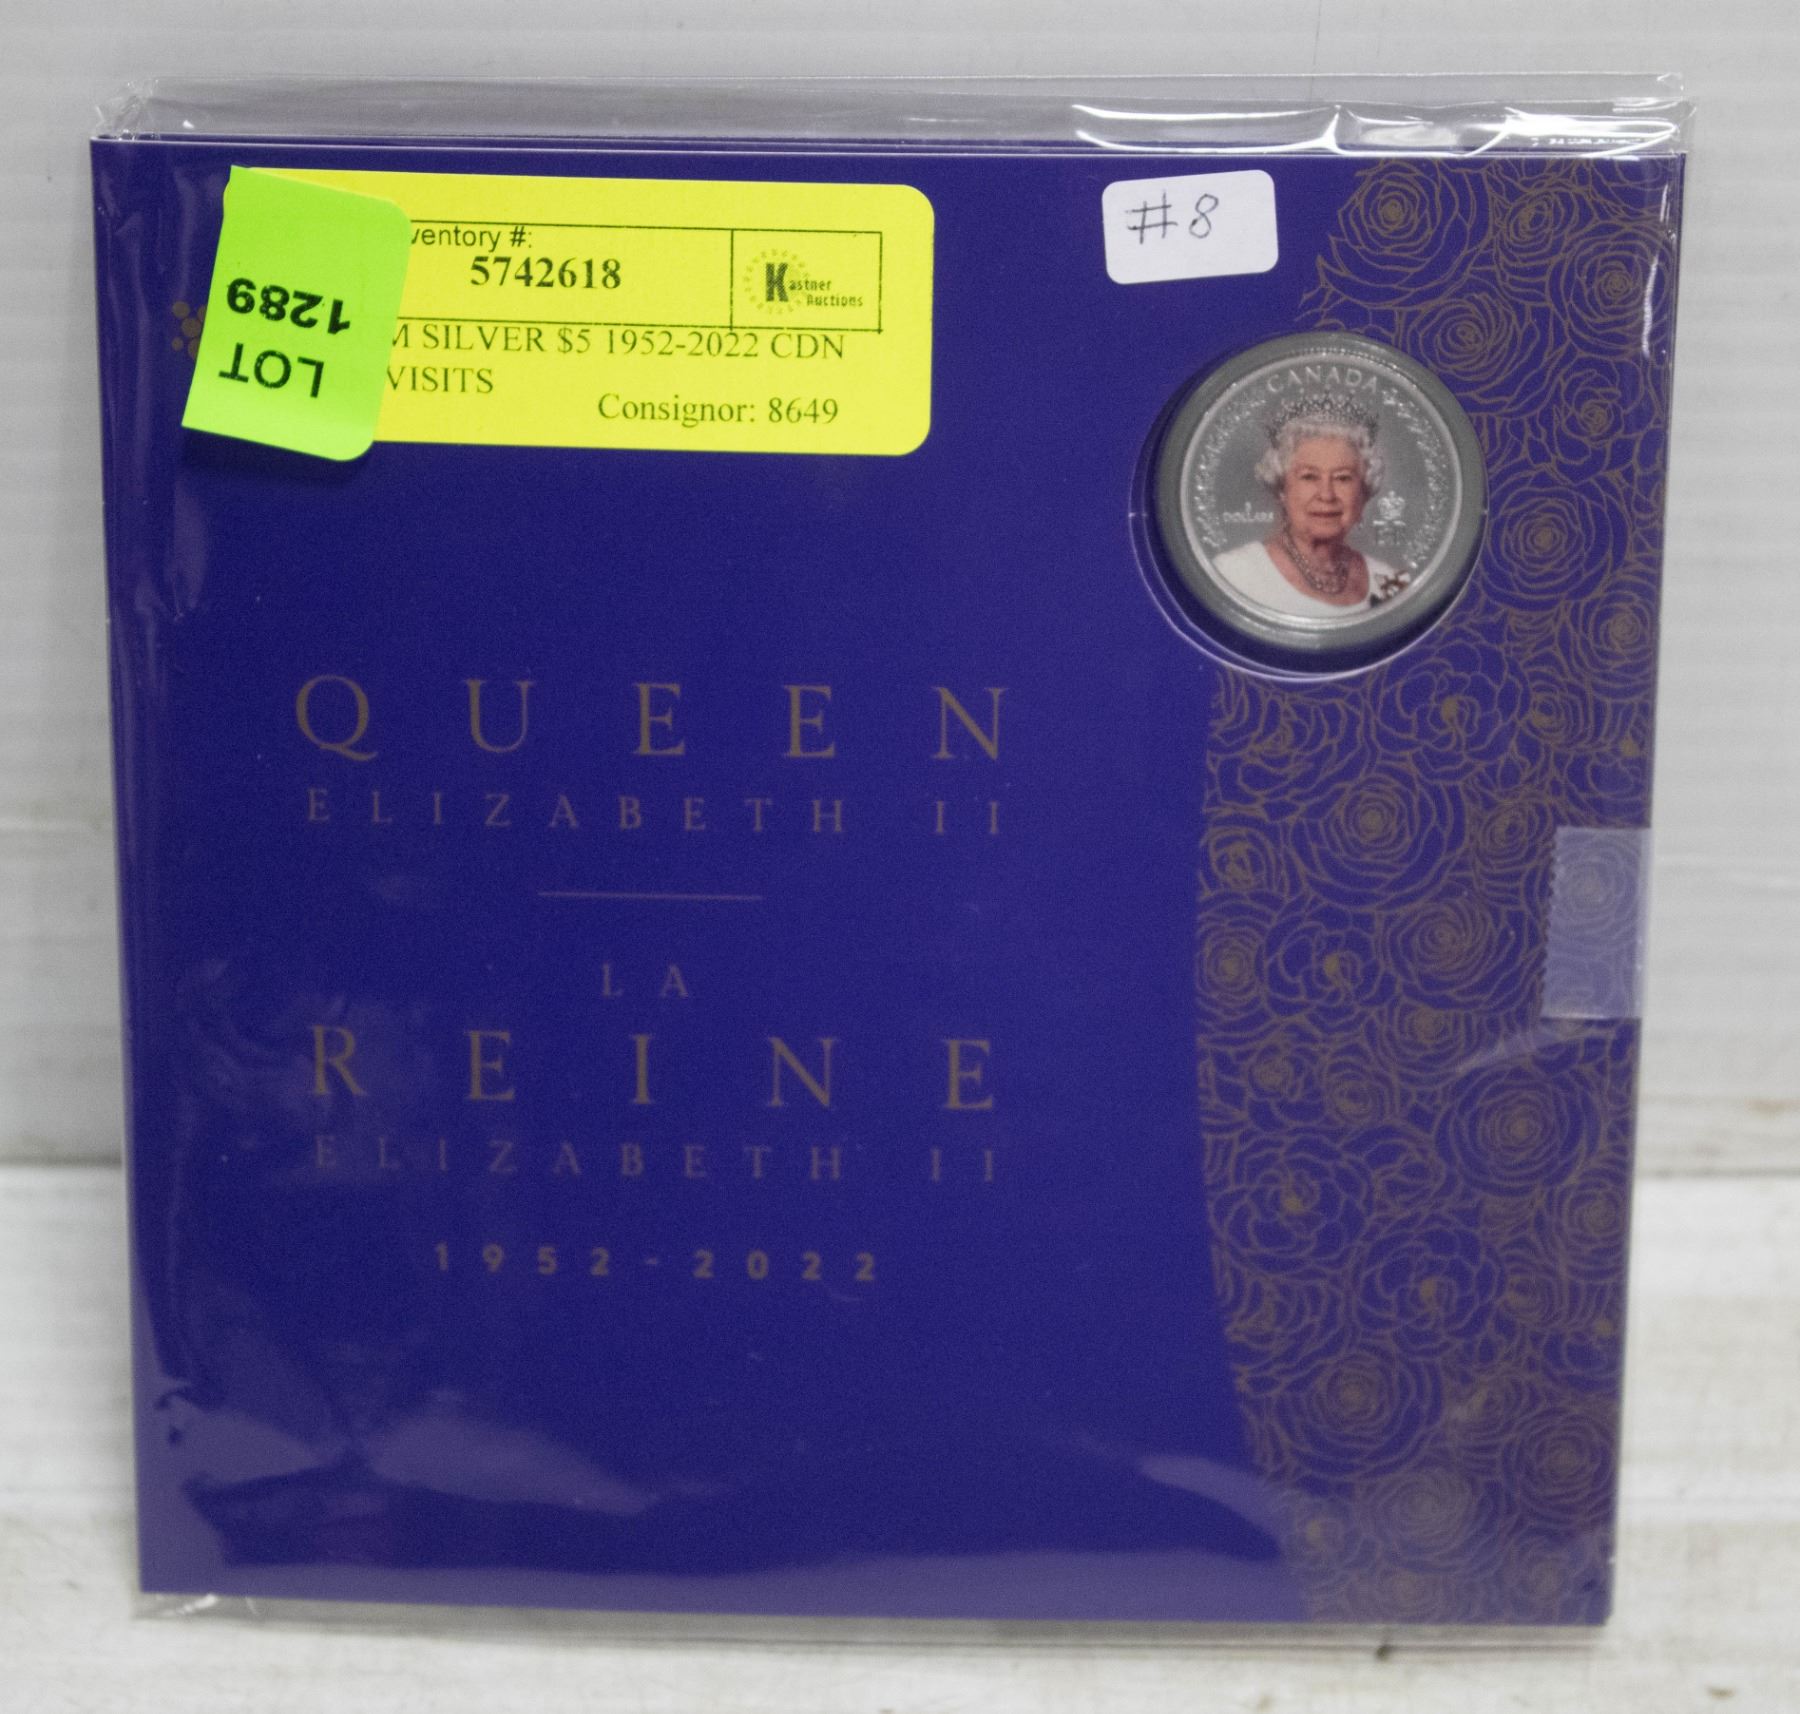 ventory #:
5742618
Kastner
Auctions
M SILVER $5 1952-2022 CDN
VISITS
Consignor: 8649
LOT
1289
#8
CANADA
DOLLARS
QUEEN
ELIZABETH II
LA
REINE
ELIZABETH II
1952-2022